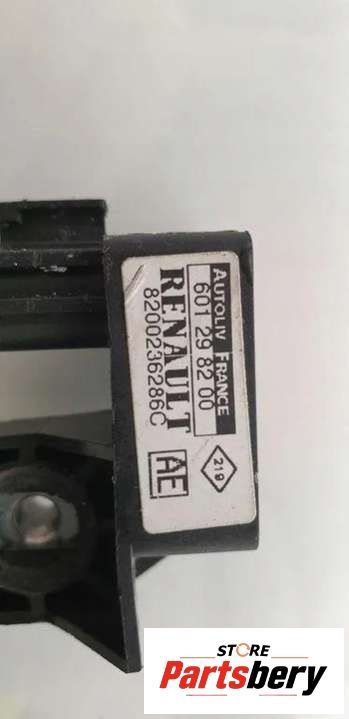 AUTOLIV FRANCE
601 29 82 00
RENAULT
8200236286C
AE
219
STORE
Partsbery